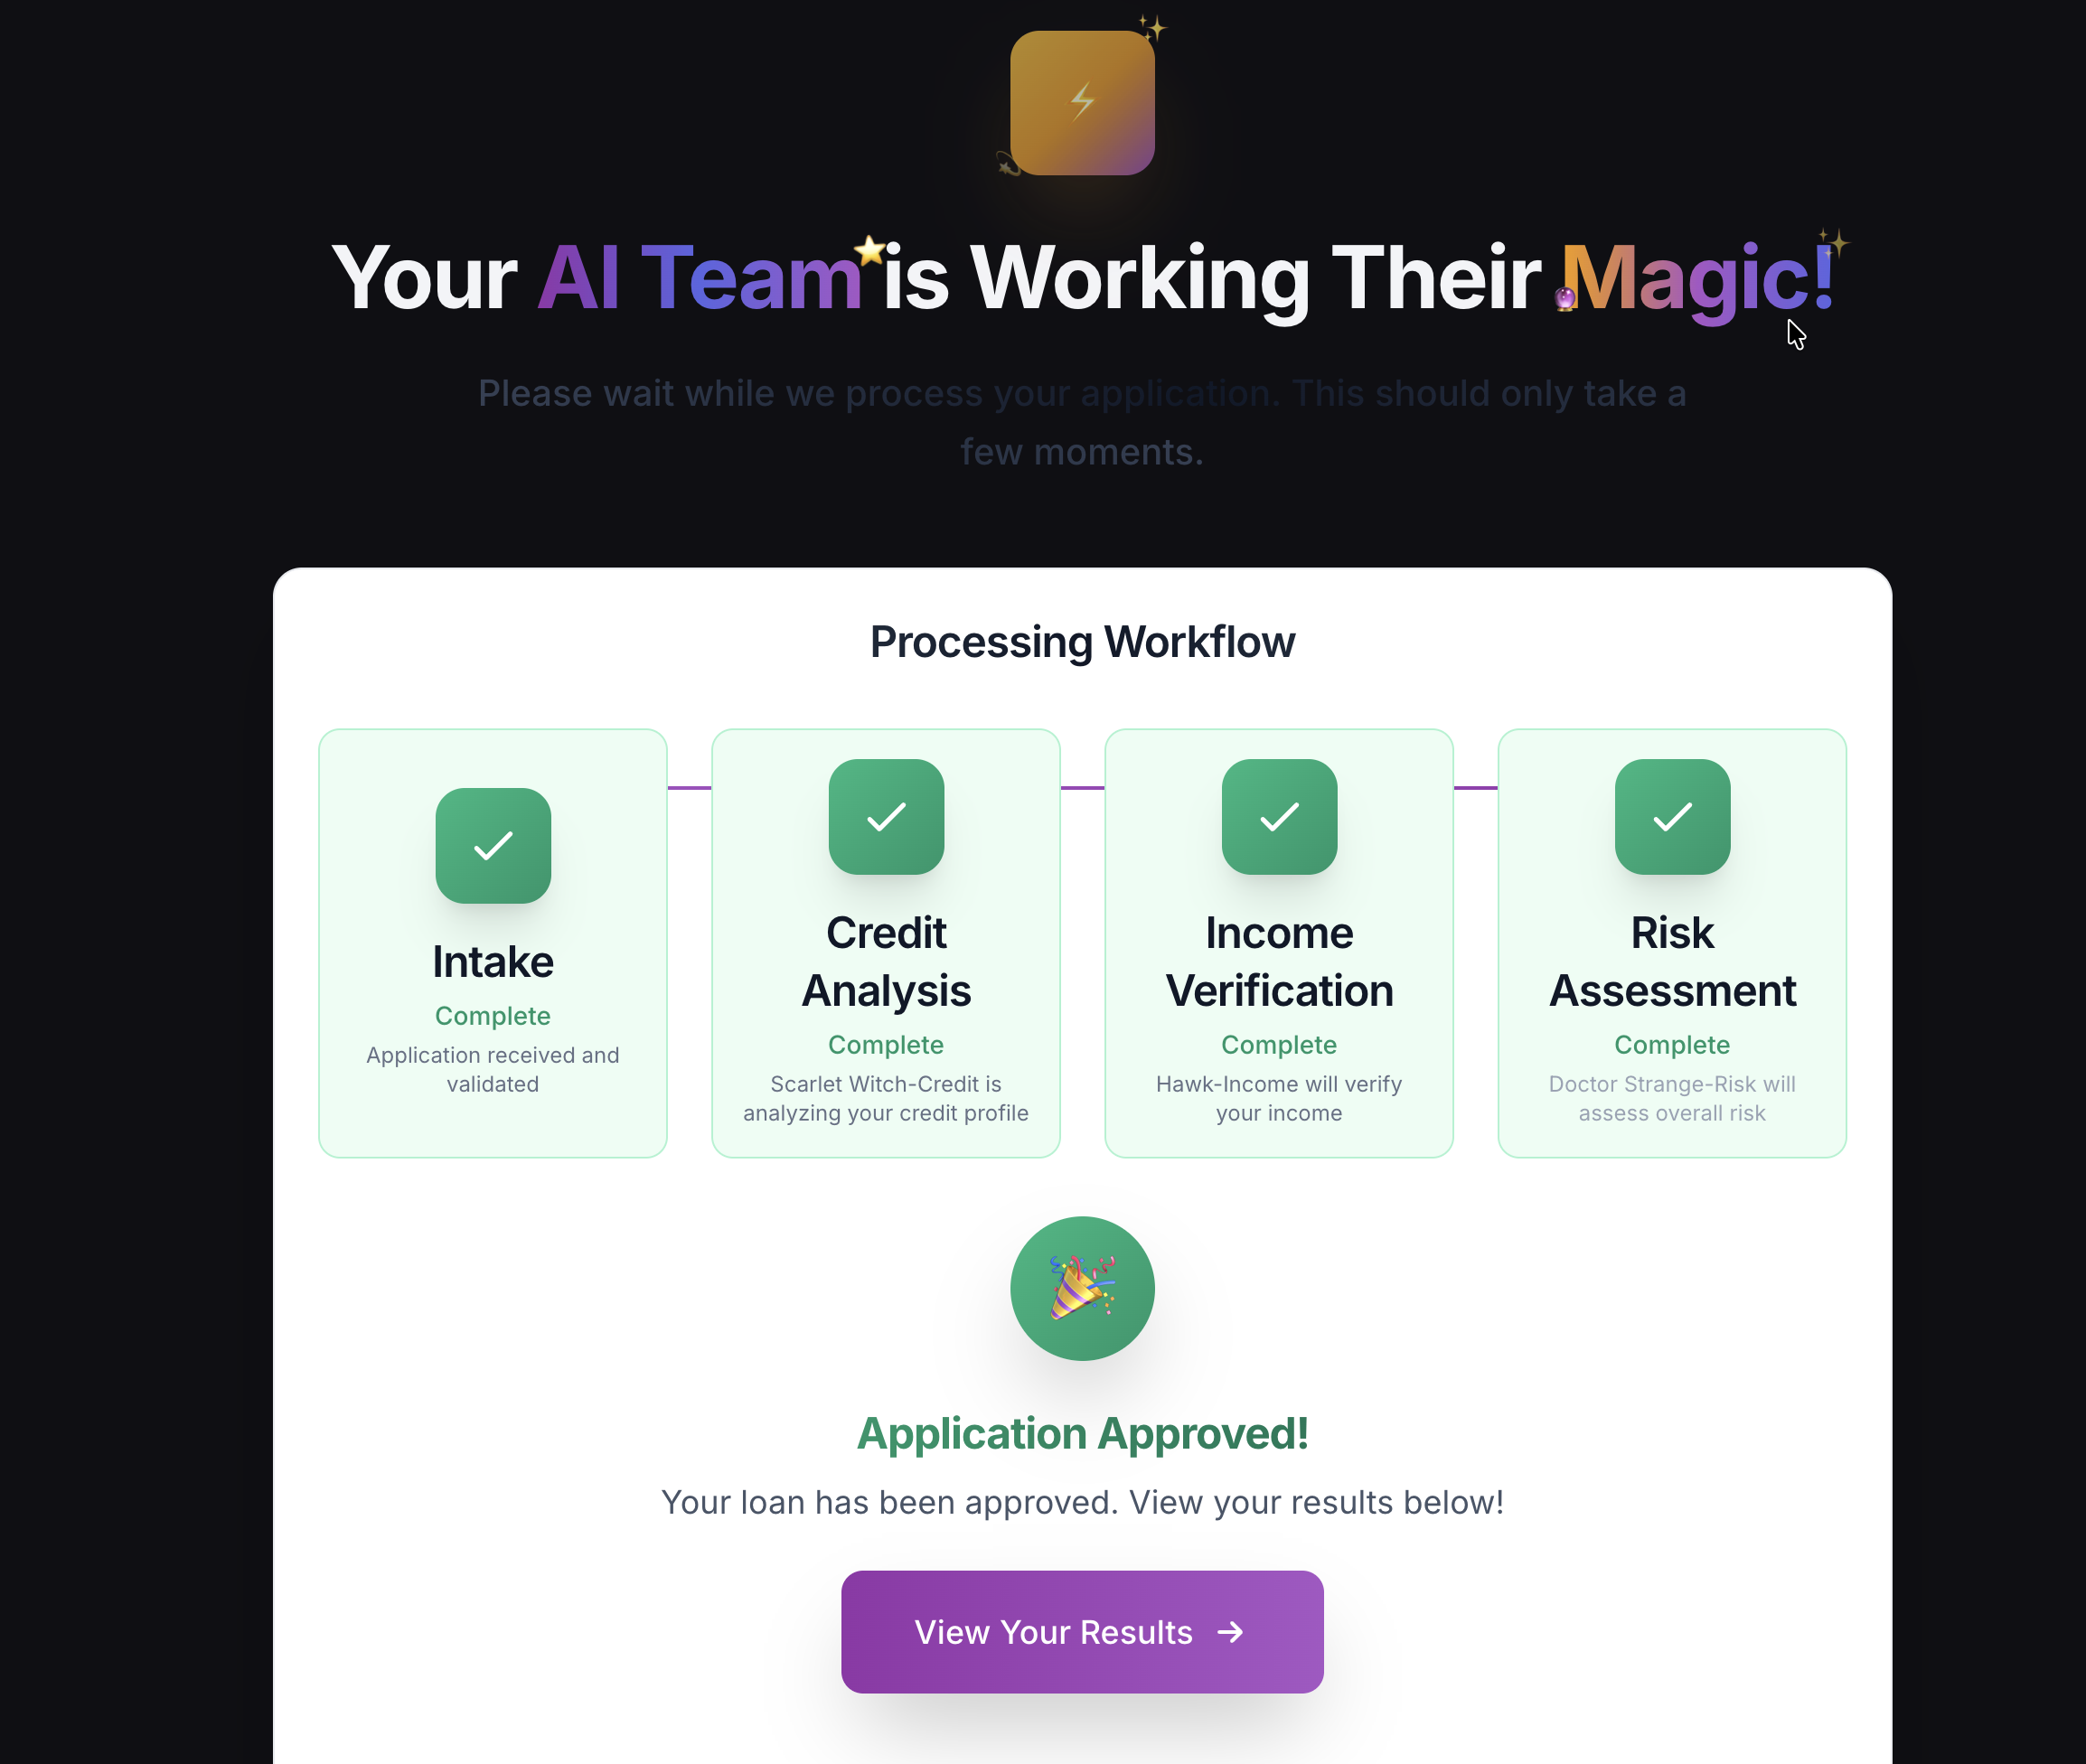 Your AI Team is Working Their Magic!
Please wait while we process your application. This should only take a
few moments.
Processing Workflow
Intake
Complete
Application received and
validated
Credit
Analysis
Complete
Scarlet Witch-Credit is
analyzing your credit profile
Income
Verification
Complete
Hawk-Income will verify
your income
Risk
Assessment
Complete
Doctor Strange-Risk will
assess overall risk
Application Approved!
Your loan has been approved. View your results below!
View Your Results →